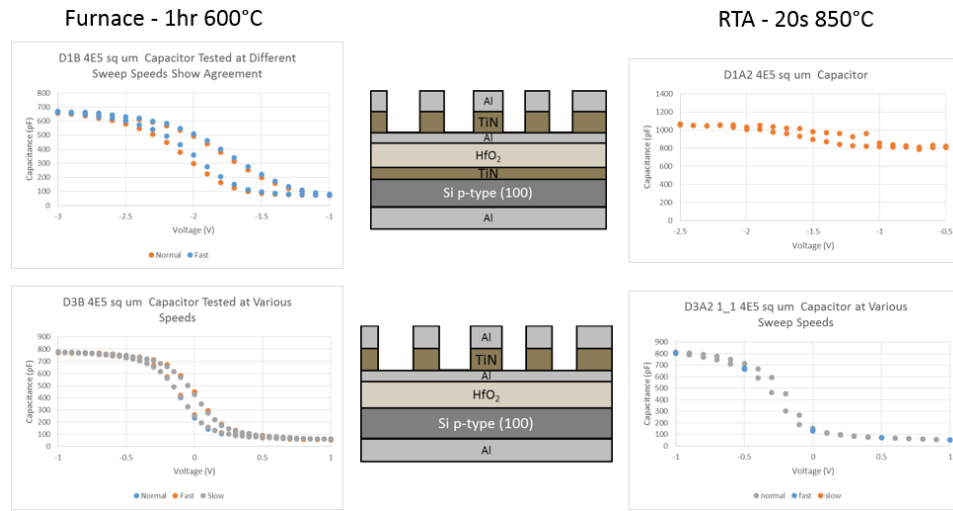 Furnace - 1hr 600°C
RTA - 20s 850°C
D1B 4E5 sq um Capacitor Tested at Different
Sweep Speeds Show Agreement
Capacitance (pF)
800
700
600
500
400
300
200
100
0
-3
-2.5
-2
-1.5
-1
Voltage (V)
Normal
Fast
Al
TiN
Al
HfO2
TiN
Si p-type (100)
Al
D1A2 4E5 sq um Capacitor
Capacitance (pF)
1400
1200
1000
800
600
400
200
0
-2.5
-2
-1.5
-1
-0.5
Voltage (V)
D3B 4E5 sq um Capacitor Tested at Various
Speeds
Capacitance (pF)
900
800
700
600
500
400
300
200
100
0
-1
-0.5
0
0.5
1
Voltage (V)
Normal
Fast
Slow
Al
TiN
Al
HfO2
Si p-type (100)
Al
D3A2 1_1 4E5 sq um Capacitor at Various
Sweep Speeds
Capacitance (pF)
900
800
700
600
500
400
300
200
100
0
-1
-0.5
0
0.5
1
Voltage (V)
normal
fast
slow